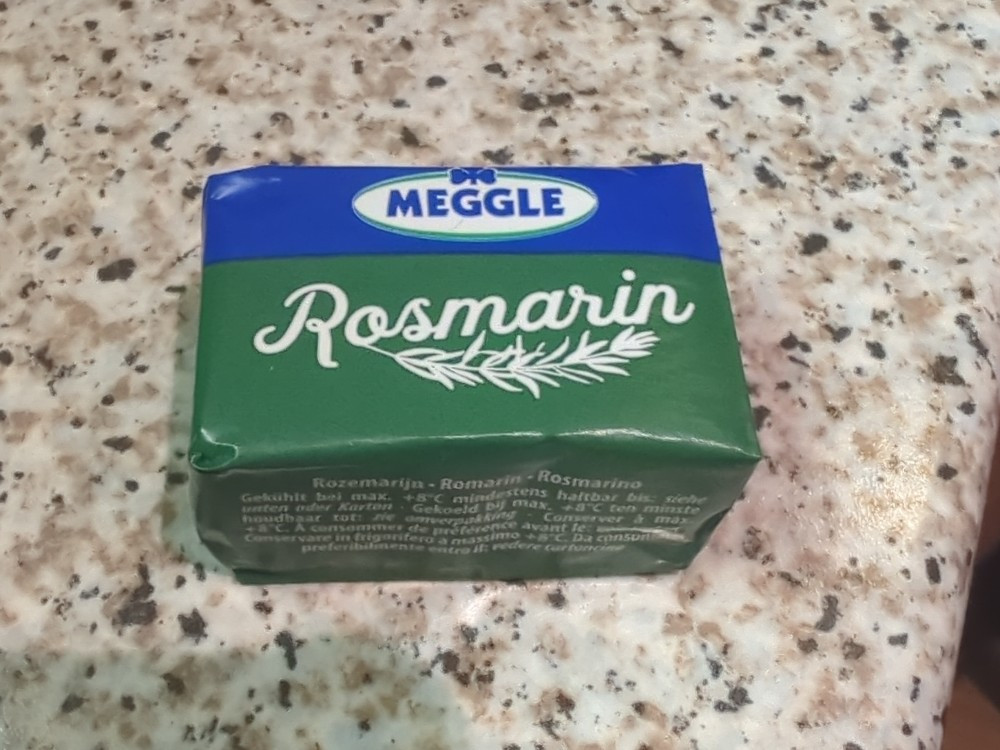 MEGGLE
Rosmarin
Rozemarijn - Romarin - Rosmarino
Gekühlt bei max. +8°C mindestens haltbar bis: siehe
unten oder Karton · Gekoeld bij max. +8°C ten minste
houdbaar tot: zie omverpakking · Conserver à max.
+8°C. A consommer de préférence avant le:
Conservare in frigorifero a massimo +8°C. Da
preferibilmente entro il: vedere cartoncino